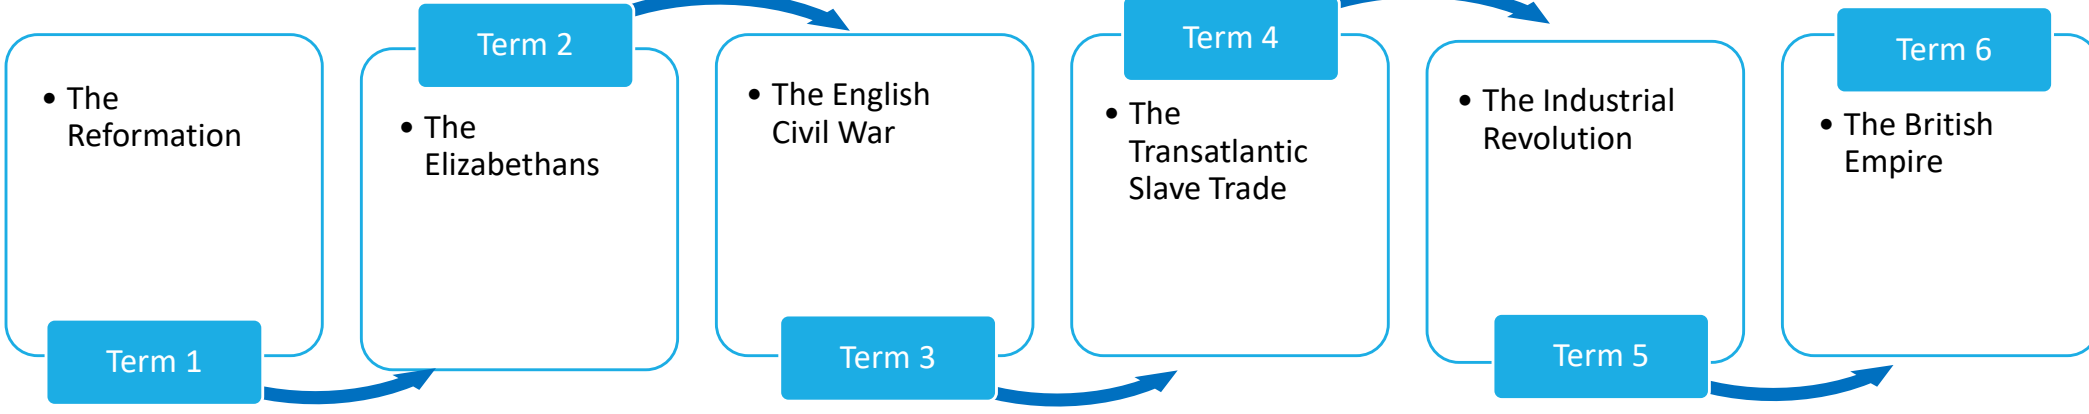 • The
Reformation
Term 1
Term 2
• The
Elizabethans
• The English
Civil War
Term 3
Term 4
• The
Transatlantic
Slave Trade
• The Industrial
Revolution
Term 5
Term 6
• The British
Empire